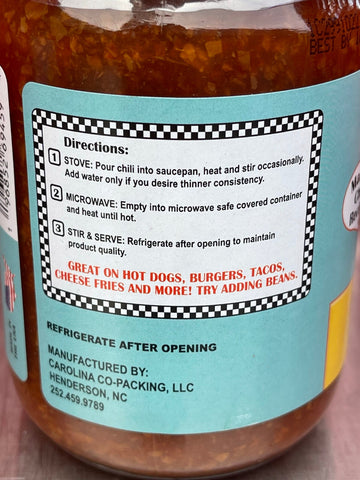 BEST B
Directions:
1 STOVE: Pour chili into saucepan, heat and stir occasionally.
Add water only if you desire thinner consistency.
2 MICROWAVE: Empty into microwave safe covered container
and heat until hot.
3 STIR & SERVE: Refrigerate after opening to maintain
product quality.
GREAT ON HOT DOGS, BURGERS, TACOS,
CHEESE FRIES AND MORE! TRY ADDING BEANS.
REFRIGERATE AFTER OPENING
MANUFACTURED BY:
CAROLINA CO-PACKING, LLC
HENDERSON, NC
252.459.9789